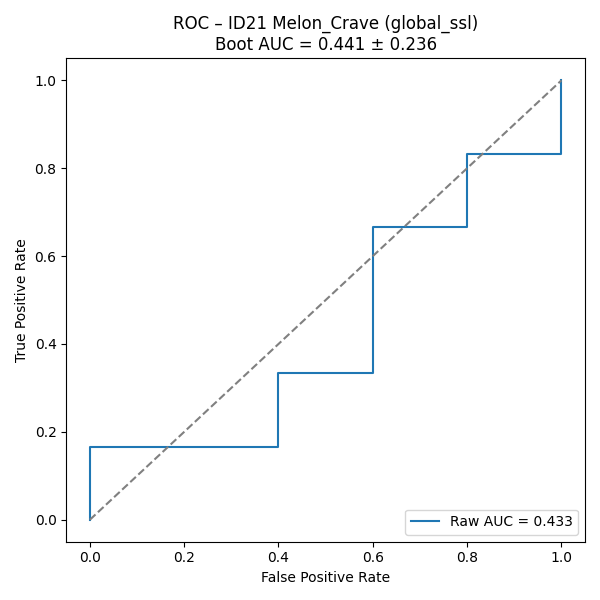 ROC – ID21 Melon_Crave (global_ssl)
Boot AUC = 0.441 ± 0.236
1.0
0.8
0.6
0.4
0.2
0.0
True Positive Rate
Raw AUC = 0.433
0.0 0.2 0.4 0.6 0.8 1.0
False Positive Rate